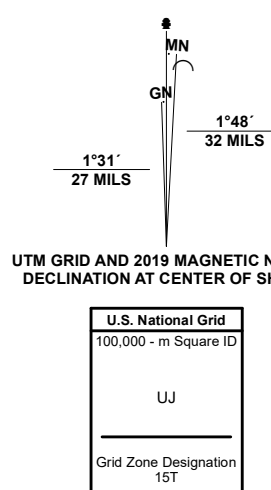 MN
GN
1°48´
32 MILS
1°31´
27 MILS
UTM GRID AND 2019 MAGNETIC N
DECLINATION AT CENTER OF SH
U.S. National Grid
100,000 - m Square ID
UJ
Grid Zone Designation
15T